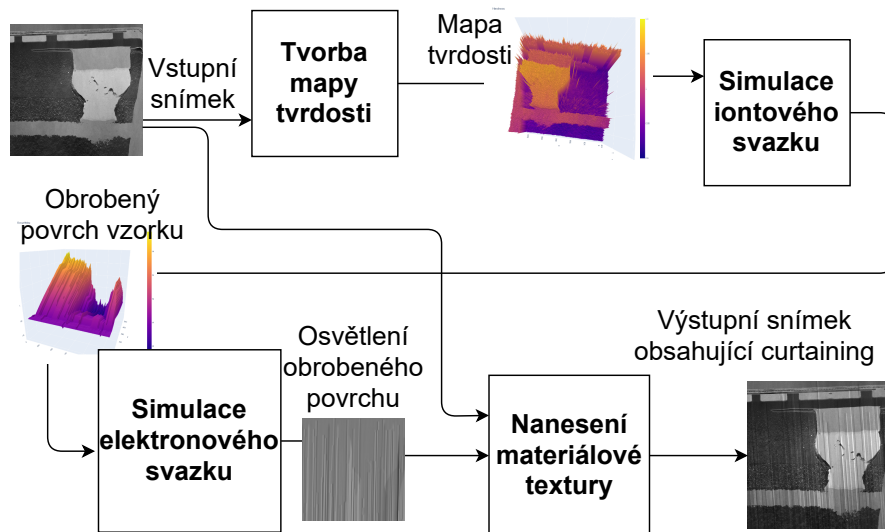 Vstupní
snímek
Tvorba
mapy
tvrdosti
Mapa
tvrdosti
Simulace
iontového
svazku
Obrobený
povrch vzorku
Simulace
elektronového
svazku
Osvětlení
obrobeného
povrchu
Nanesení
materiálové
textury
Výstupní snímek
obsahující curtaining